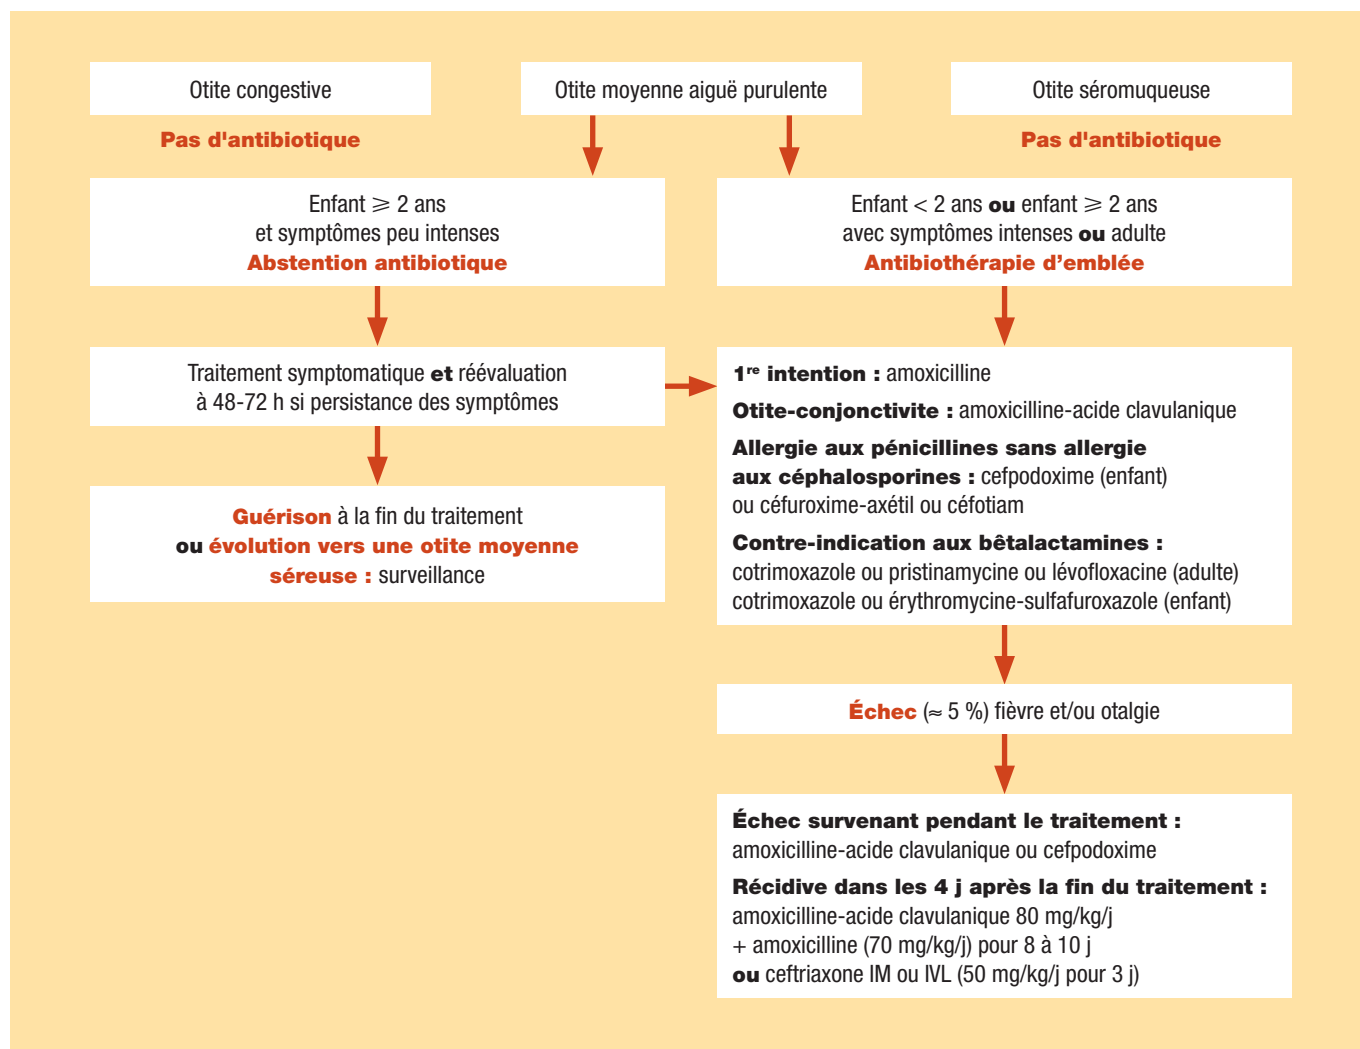 Otite congestive
Pas d'antibiotique
Otite moyenne aiguë purulente
Otite séromuqueuse
Pas d'antibiotique
Enfant ⩾ 2 ans
et symptômes peu intenses
Abstention antibiotique
Enfant < 2 ans ou enfant ⩾ 2 ans
avec symptômes intenses ou adulte
Antibiothérapie d’emblée
Traitement symptomatique et réévaluation
à 48-72 h si persistance des symptômes
Guérison à la fin du traitement
ou évolution vers une otite moyenne
séreuse : surveillance
1re intention : amoxicilline
Otite-conjonctivite : amoxicilline-acide clavulanique
Allergie aux pénicillines sans allergie
aux céphalosporines : cefpodoxime (enfant)
ou céfuroxime-axétil ou céfotiam
Contre-indication aux bêtalactamines :
cotrimoxazole ou pristinamycine ou lévofloxacine (adulte)
cotrimoxazole ou érythromycine-sulfafuroxazole (enfant)
Échec (≈ 5 %) fièvre et/ou otalgie
Échec survenant pendant le traitement :
amoxicilline-acide clavulanique ou cefpodoxime
Récidive dans les 4 j après la fin du traitement :
amoxicilline-acide clavulanique 80 mg/kg/j
+ amoxicilline (70 mg/kg/j) pour 8 à 10 j
ou ceftriaxone IM ou IVL (50 mg/kg/j pour 3 j)